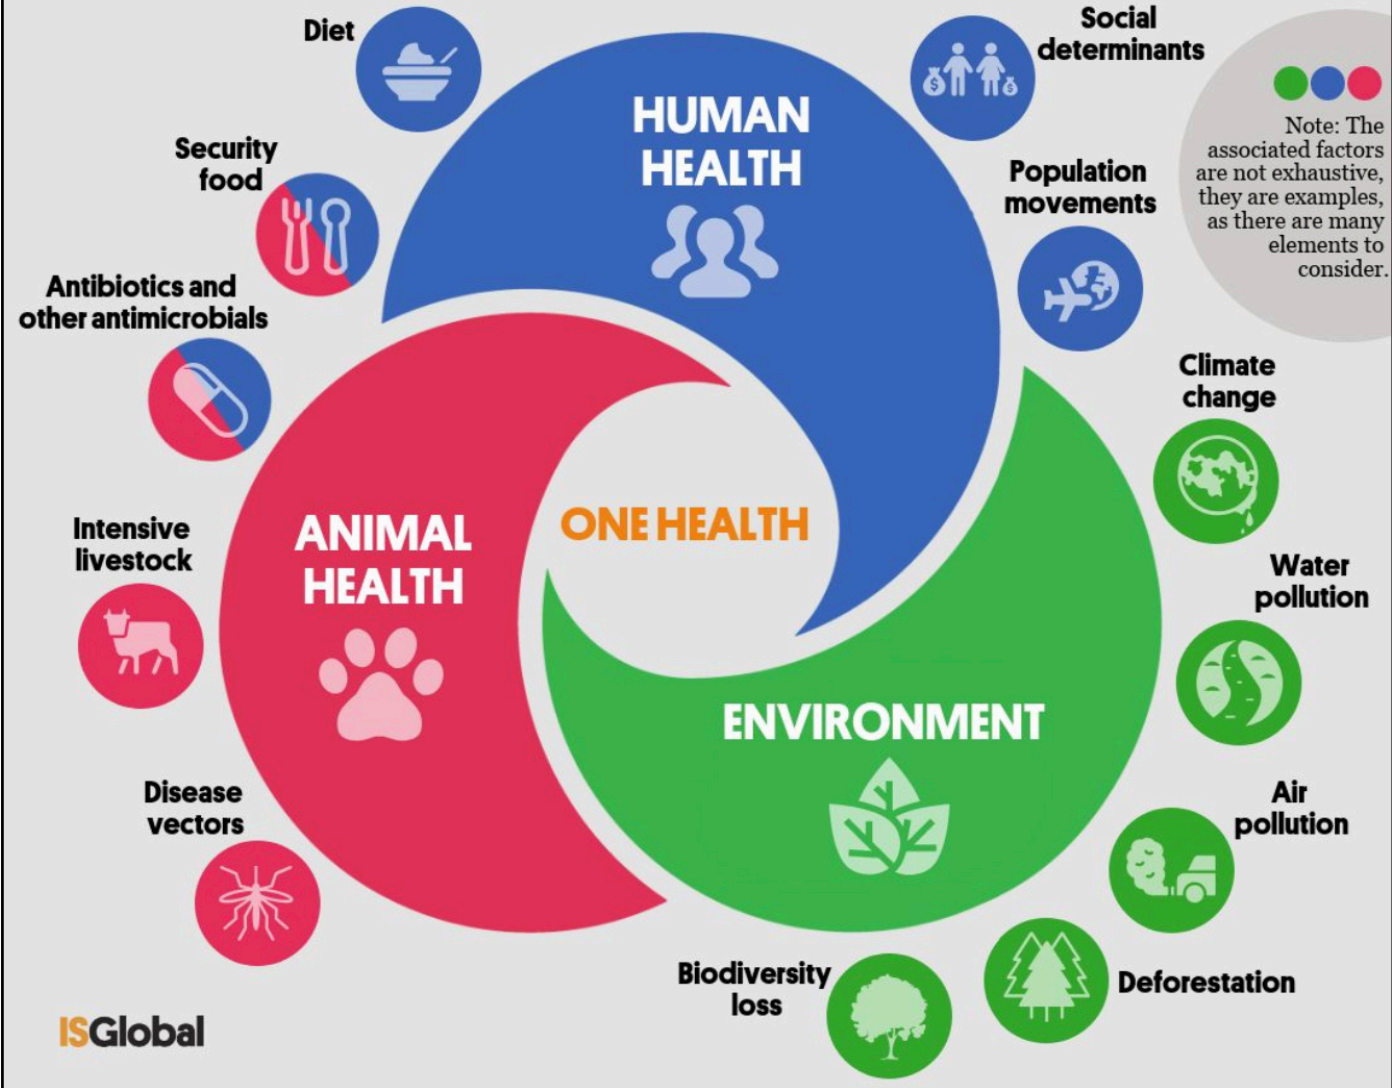 Diet
Social
determinants
HUMAN
HEALTH
Note: The
associated factors
are not exhaustive,
they are examples,
as there are many
elements to
consider.
Security
food
Population
movements
Antibiotics and
other antimicrobials
Climate
change
ONE HEALTH
ANIMAL
HEALTH
Intensive
livestock
Water
pollution
ENVIRONMENT
Disease
vectors
Air
pollution
Biodiversity
loss
Deforestation
ISGlobal
$
$